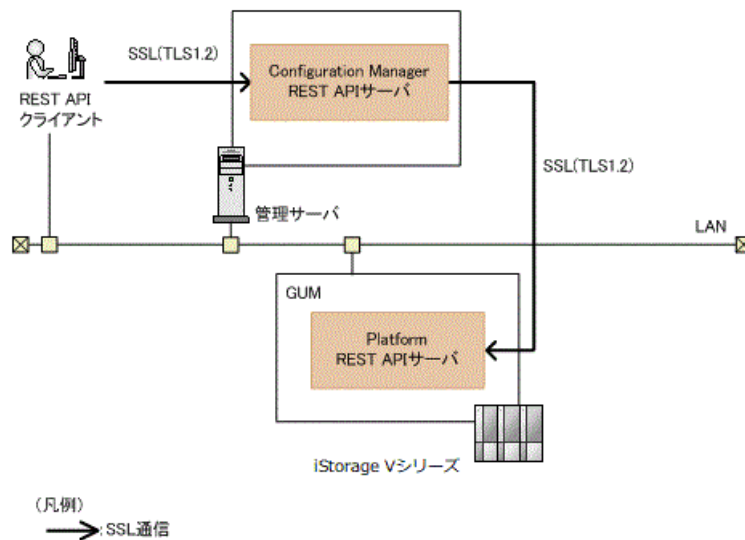 SSL(TLS1.2)
Configuration Manager
REST APIサーバ
REST API
クライアント
SSL(TLS1.2)
管理サーバ
LAN
GUM
Platform
REST APIサーバ
iStorage Vシリーズ
(凡例)
:SSL通信